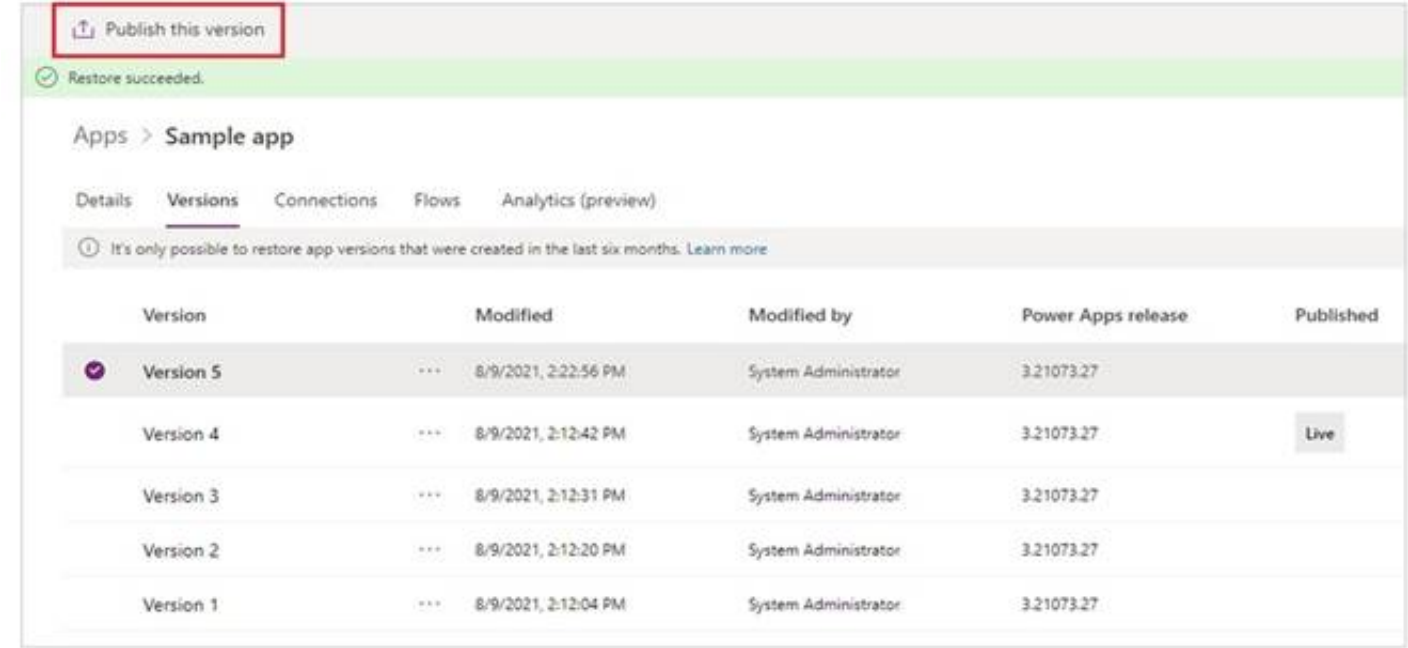 Publish this version
Restore succeeded.
Apps > Sample app
Details Versions Connections Flows Analytics (preview)
It's only possible to restore app versions that were created in the last six months. Learn more
Version Modified Modified by Power Apps release Published
Version 5 ··· 8/9/2021, 2:22:56 PM System Administrator 3.21073.27
Version 4 ··· 8/9/2021, 2:12:42 PM System Administrator 3.21073.27 Live
Version 3 ··· 8/9/2021, 2:12:31 PM System Administrator 3.21073.27
Version 2 ··· 8/9/2021, 2:12:20 PM System Administrator 3.21073.27
Version 1 ··· 8/9/2021, 2:12:04 PM System Administrator 3.21073.27